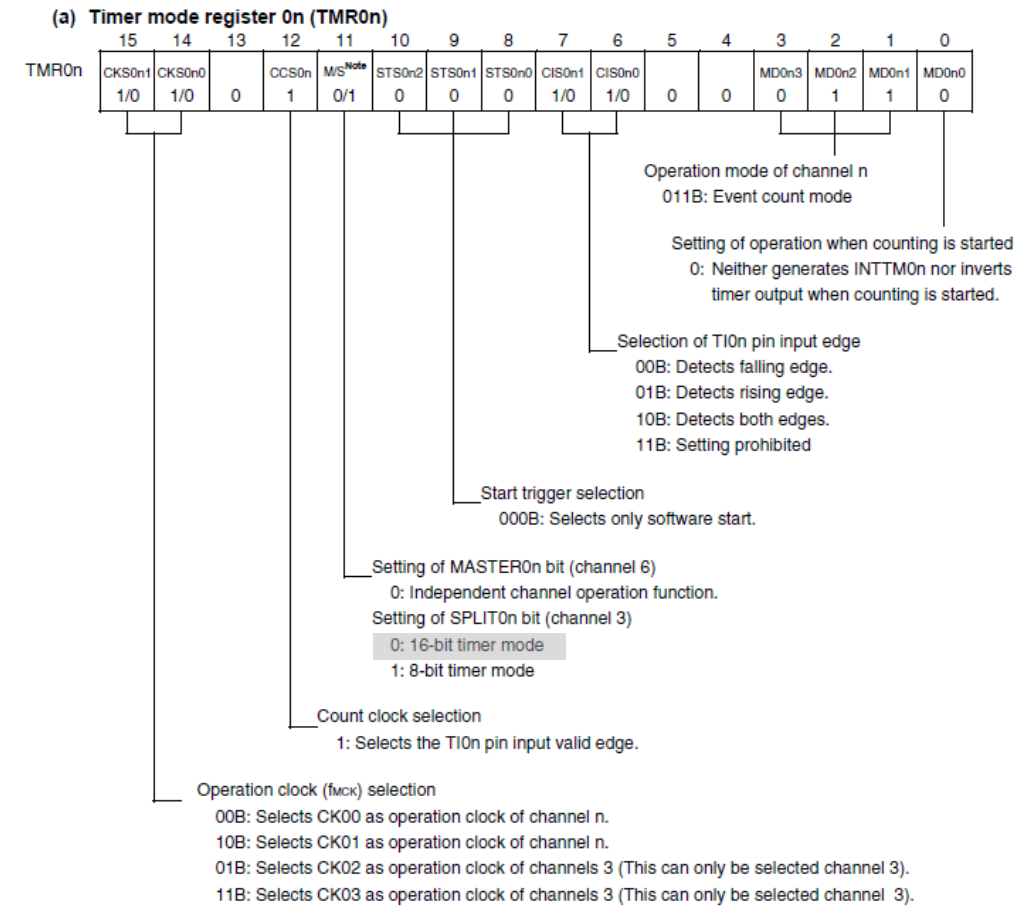 (a) Timer mode register 0n (TMR0n)
15 14 13 12 11 10 9 8 7 6 5 4 3 2 1 0
TMR0n CKS0n1 CKS0n0 CCS0n M/SNote STS0n2 STS0n1 STS0n0 CIS0n1 CIS0n0 MD0n3 MD0n2 MD0n1 MD0n0
1/0 1/0 0 1 0/1 0 0 0 1/0 1/0 0 0 0 1 1 0
Operation mode of channel n
011B: Event count mode
Setting of operation when counting is started
0: Neither generates INTTM0n nor inverts
timer output when counting is started.
Selection of TI0n pin input edge
00B: Detects falling edge.
01B: Detects rising edge.
10B: Detects both edges.
11B: Setting prohibited
Start trigger selection
000B: Selects only software start.
Setting of MASTER0n bit (channel 6)
0: Independent channel operation function.
Setting of SPLIT0n bit (channel 3)
0: 16-bit timer mode
1: 8-bit timer mode
Count clock selection
1: Selects the TI0n pin input valid edge.
Operation clock (fMCK) selection
00B: Selects CK00 as operation clock of channel n.
10B: Selects CK01 as operation clock of channel n.
01B: Selects CK02 as operation clock of channels 3 (This can only be selected channel 3).
11B: Selects CK03 as operation clock of channels 3 (This can only be selected channel 3).